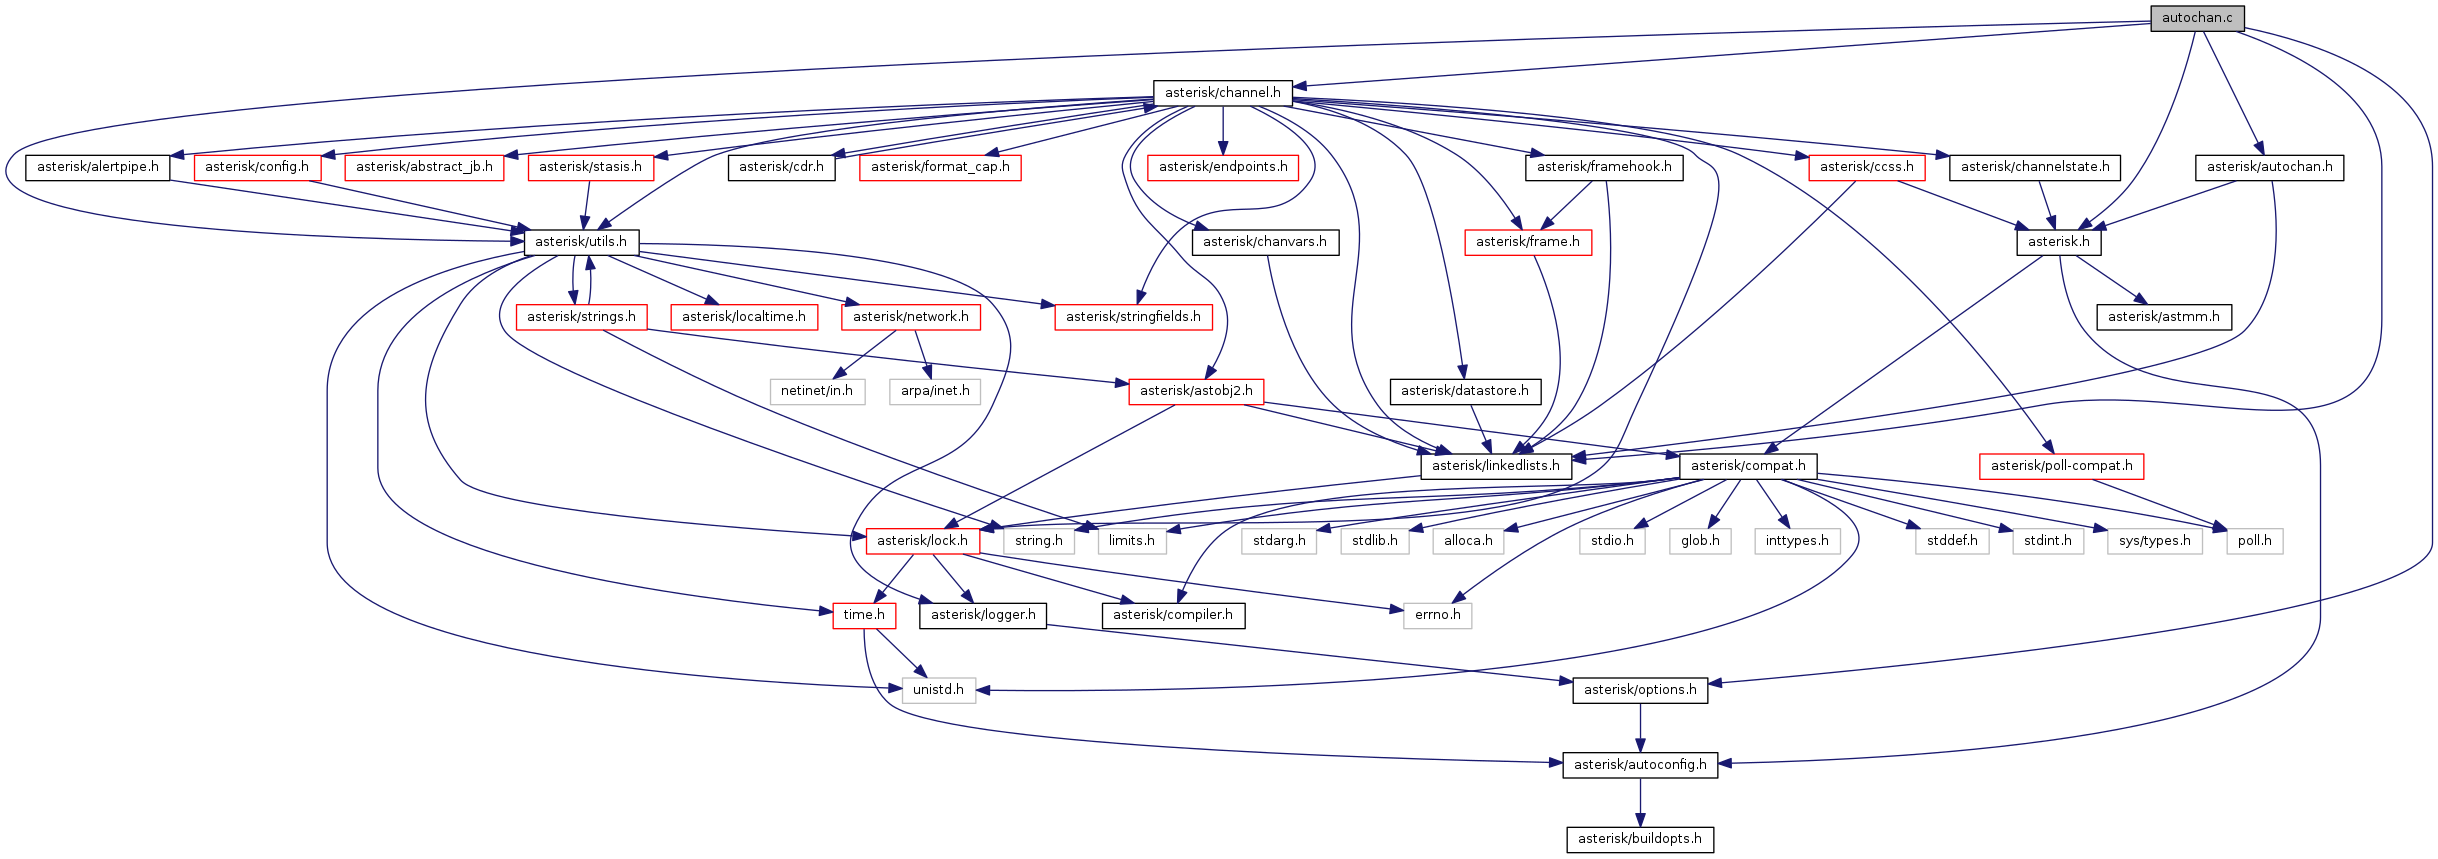 autochan.c
asterisk/channel.h
asterisk/alertpipe.h
asterisk/config.h
asterisk/abstract_jb.h
asterisk/stasis.h
asterisk/cdr.h
asterisk/format_cap.h
asterisk/endpoints.h
asterisk/framehook.h
asterisk/ccss.h
asterisk/channelstate.h
asterisk/autochan.h
asterisk/utils.h
asterisk/chanvars.h
asterisk/frame.h
asterisk.h
asterisk/strings.h
asterisk/localtime.h
asterisk/network.h
asterisk/stringfields.h
asterisk/astmm.h
netinet/in.h
arpa/inet.h
asterisk/astobj2.h
asterisk/datastore.h
asterisk/linkedlists.h
asterisk/compat.h
asterisk/poll-compat.h
asterisk/lock.h
string.h
limits.h
stdarg.h
stdlib.h
alloca.h
stdio.h
glob.h
inttypes.h
stddef.h
stdint.h
sys/types.h
poll.h
time.h
asterisk/logger.h
asterisk/compiler.h
errno.h
unistd.h
asterisk/options.h
asterisk/autoconfig.h
asterisk/buildopts.h